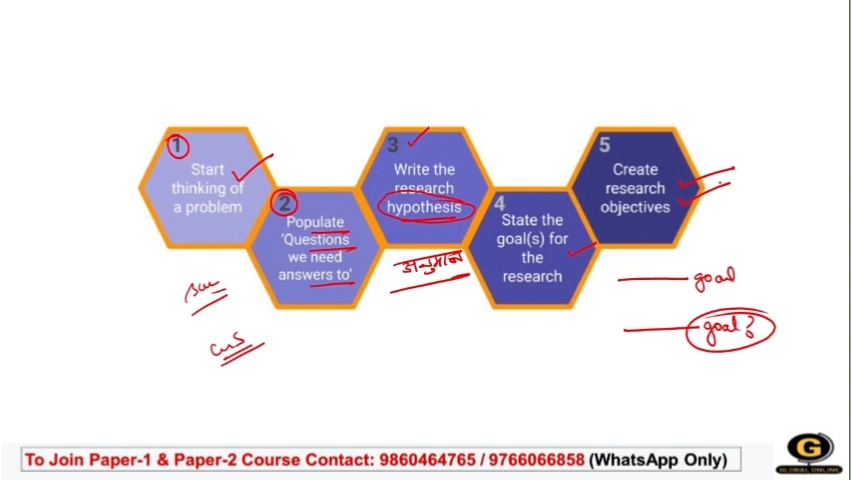 1
Start
thinking of
a problem
2
Populate
'Questions
we need
answers to'
3
Write the
research
hypothesis
अनुमान
4
State the
goal(s) for
the
research
5
Create
research
objectives
goal
goal?
G
GLOBAL ONLINE
To Join Paper-1 & Paper-2 Course Contact: 9860464765 / 9766066858 (WhatsApp Only)